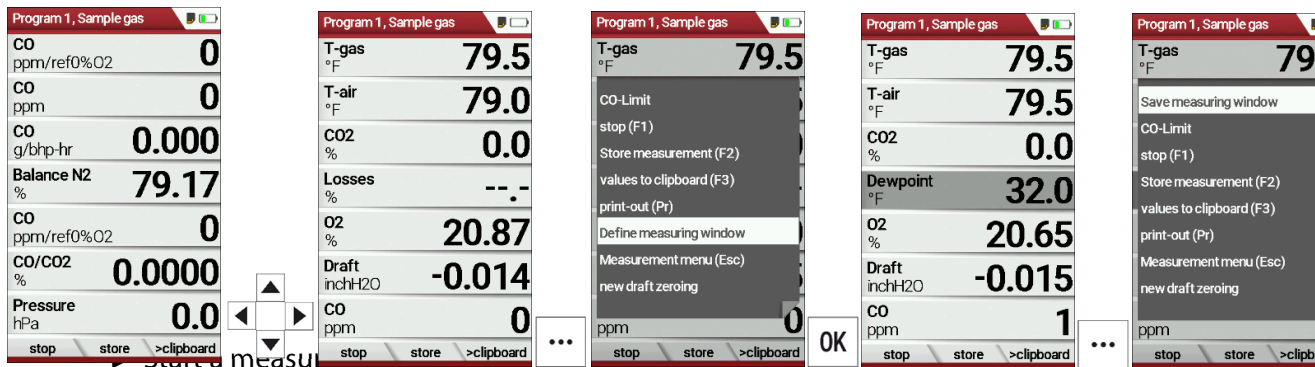 Program 1, Sample gas
CO
ppm/ref0%O2
0
CO
ppm
0
CO
g/bhp-hr
0.000
Balance N2
%
79.17
CO
ppm/ref0%O2
0
CO/CO2
%
0.0000
Pressure
hPa
0.0
stop store >clipboard
Program 1, Sample gas
T-gas
°F
79.5
T-air
°F
79.0
CO2
%
0.0
Losses
%
--.-
O2
%
20.87
Draft
inchH2O
-0.014
CO
ppm
0
stop store >clipboard
...
Program 1, Sample gas
T-gas
°F
79.5
CO-Limit
stop (F1)
Store measurement (F2)
values to clipboard (F3)
print-out (Pr)
Define measuring window
Measurement menu (Esc)
new draft zeroing
ppm
0
stop store >clipboard
OK
Program 1, Sample gas
T-gas
°F
79.5
T-air
°F
79.5
CO2
%
0.0
Dewpoint
°F
32.0
O2
%
20.65
Draft
inchH2O
-0.015
CO
ppm
1
stop store >clipboard
...
Program 1, Sample gas
T-gas
°F
79
Save measuring window
CO-Limit
stop (F1)
Store measurement (F2)
values to clipboard (F3)
print-out (Pr)
Measurement menu (Esc)
new draft zeroing
ppm
stop store >clipb
Start a measu